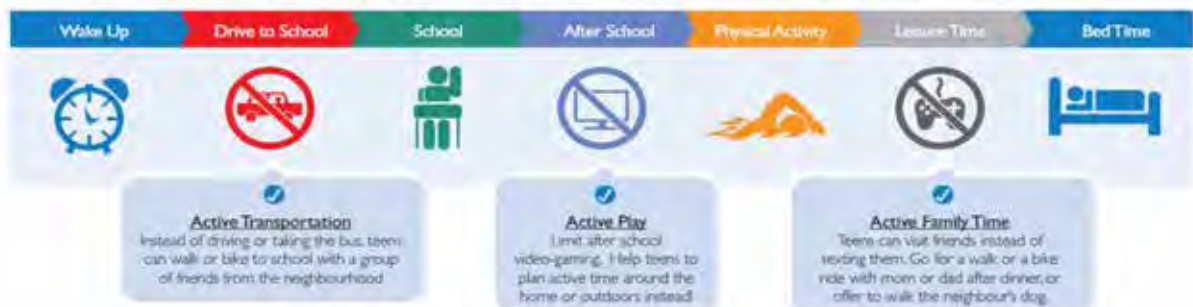 Wake Up
Drive to School
School
After School
Physical Activity
Leisure Time
Bed Time
Active Transportation
Instead of driving or taking the bus, teens
can walk or bike to school with a group
of friends from the neighbourhood
Active Play
Limit after school
video-gaming. Help teens to
plan active time around the
home or outdoors instead
Active Family Time
Teens can visit friends instead of
texting them. Go for a walk or a bike
ride with mom or dad after dinner, or
offer to walk the neighbour's dog